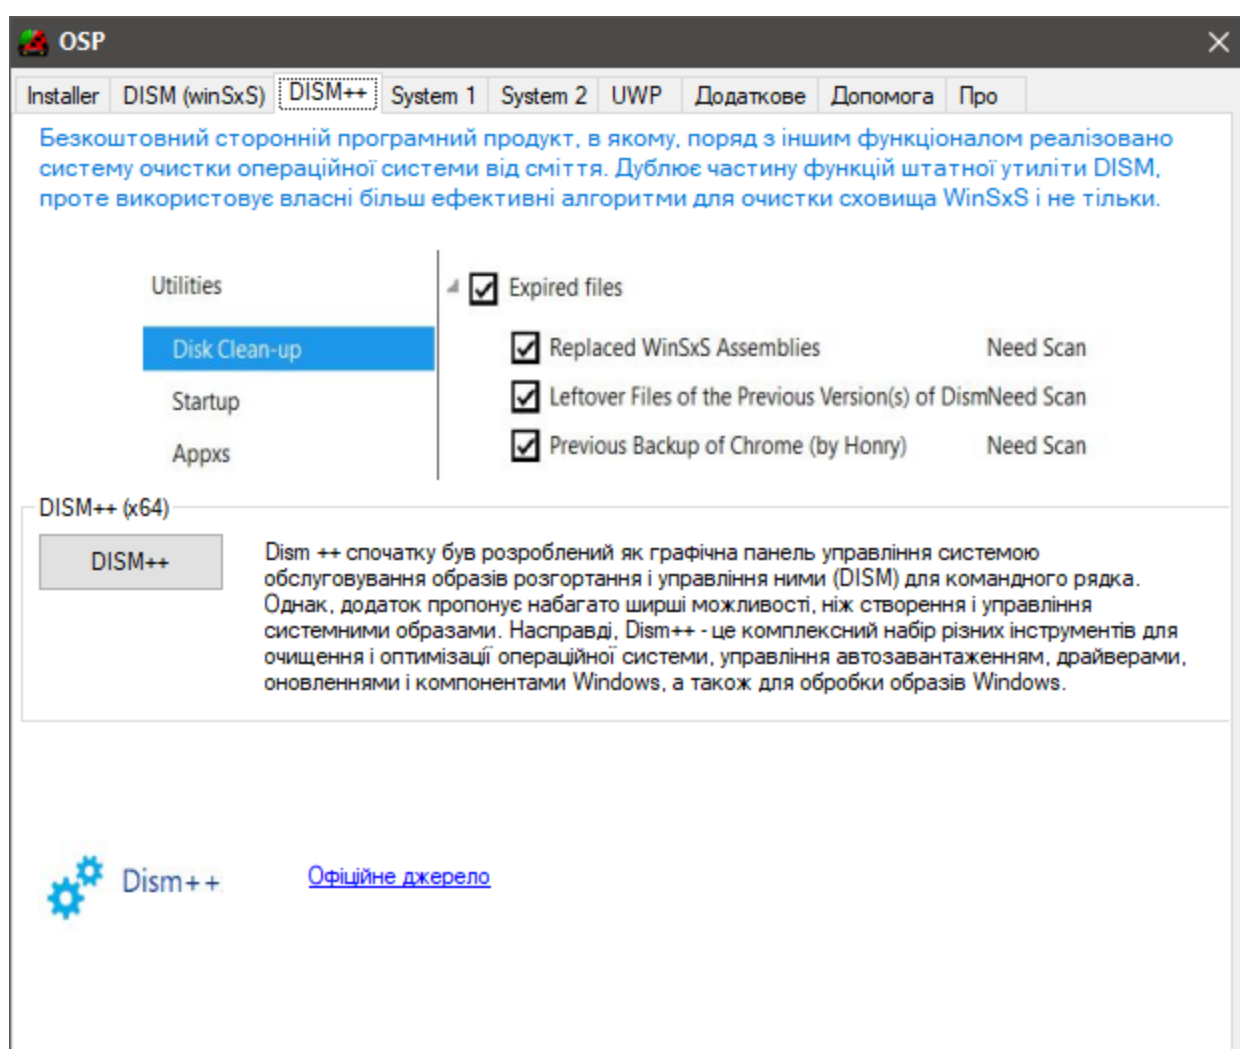 OSP
Installer DISM (winSxS) DISM++ System 1 System 2 UWP Додаткове Допомога Про
Безкоштовний сторонній програмний продукт, в якому, поряд з іншим функціоналом реалізовано
систему очистки операційної системи від сміття. Дублює частину функцій штатної утиліти DISM,
проте використовує власні більш ефективні алгоритми для очистки сховища WinSxS і не тільки.
Utilities
Expired files
Disk Clean-up
Replaced WinSxS Assemblies Need Scan
Startup
Leftover Files of the Previous Version(s) of DismNeed Scan
Appxs
Previous Backup of Chrome (by Honry) Need Scan
DISM++ (x64)
DISM++
Dism ++ спочатку був розроблений як графічна панель управління системою
обслуговування образів розгортання і управління ними (DISM) для командного рядка.
Однак, додаток пропонує набагато ширші можливості, ніж створення і управління
системними образами. Насправді, Dism++ - це комплексний набір різних інструментів для
очищення і оптимізації операційної системи, управління автозавантаженням, драйверами,
оновленнями і компонентами Windows, а також для обробки образів Windows.
Dism++ Офіційне джерело